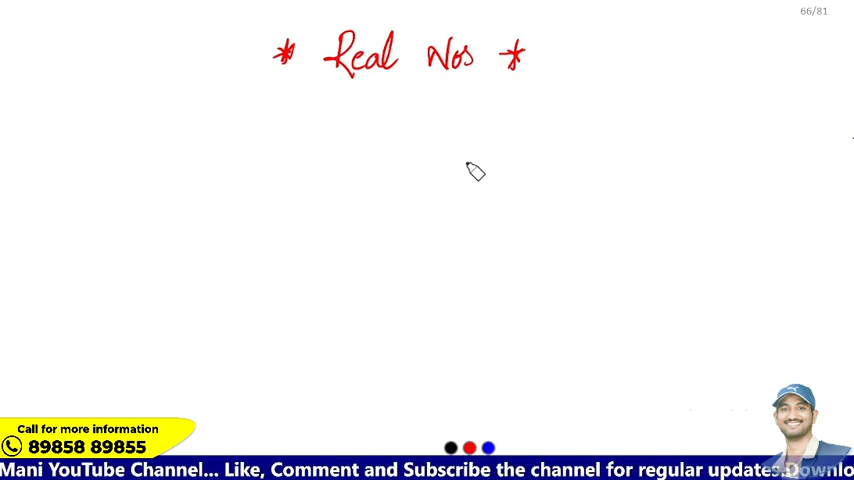 66/81
* Real Nos *
Call for more information
89858 89855
Mani YouTube Channel... Like, Comment and Subscribe the channel for regular updates.Downlo